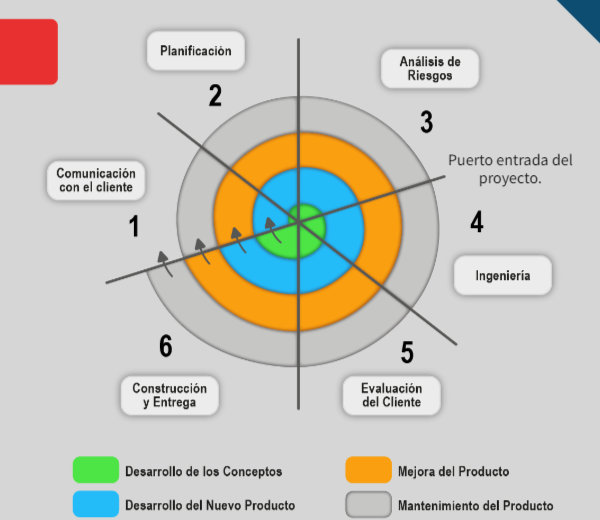 Planificación
2
Análisis de
Riesgos
3
Puerto entrada del
proyecto.
Comunicación
con el cliente
1
4
Ingeniería
6
5
Construcción
y Entrega
Evaluación
del Cliente
Desarrollo de los Conceptos
Mejora del Producto
Desarrollo del Nuevo Producto
Mantenimiento del Producto